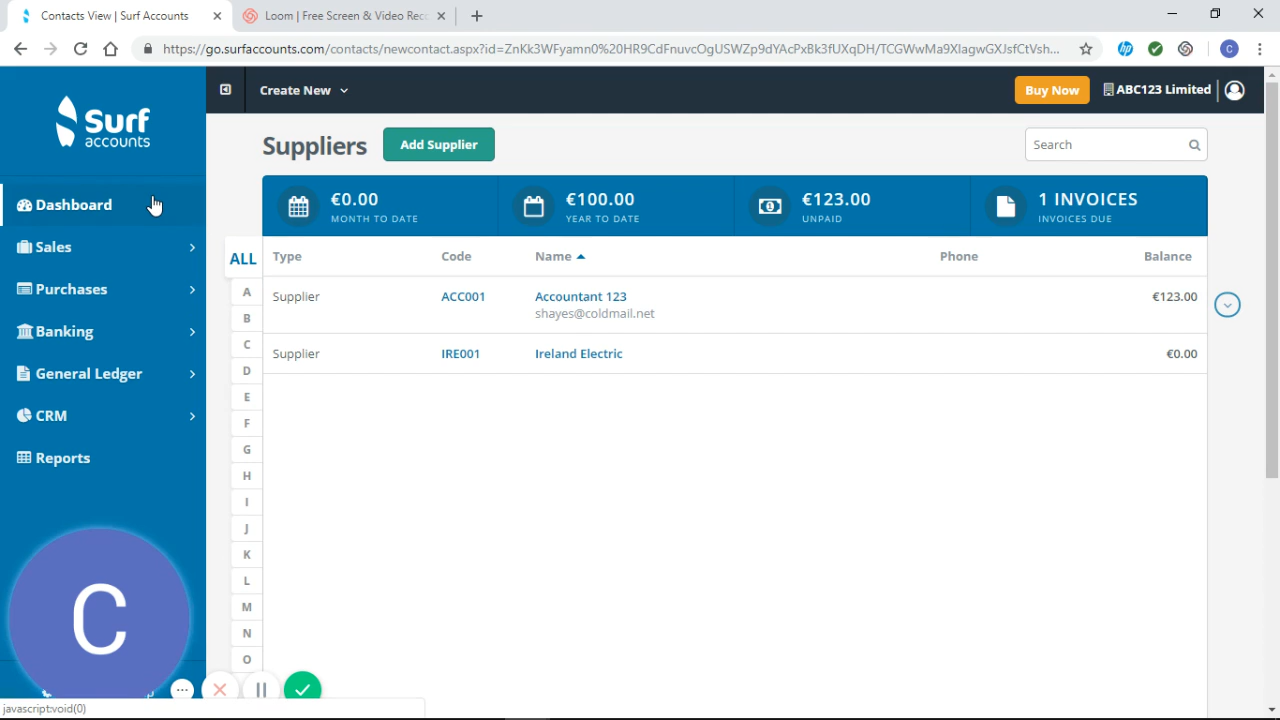 Contacts View | Surf Accounts
Loom | Free Screen & Video Rec
https://go.surfaccounts.com/contacts/newcontact.aspx?id=ZnKk3WFyamn0%20HR9CdFnuvcOgUSWZp9dYAcPxBk3fUXqDH/TCGWwMa9XIagwGXJsfCtVsh...
hp
C
Surf
accounts
Create New
Buy Now
ABC123 Limited
Dashboard
Sales
Purchases
Banking
General Ledger
CRM
Reports
Suppliers
Add Supplier
Search
€0.00
MONTH TO DATE
€100.00
YEAR TO DATE
€123.00
UNPAID
1 INVOICES
INVOICES DUE
ALL
A
B
C
D
E
F
G
H
I
J
K
L
M
N
O
Type Code Name Phone Balance
Supplier ACC001 Accountant 123 €123.00
shayes@coldmail.net
Supplier IRE001 Ireland Electric €0.00
C
javascript:void(0)